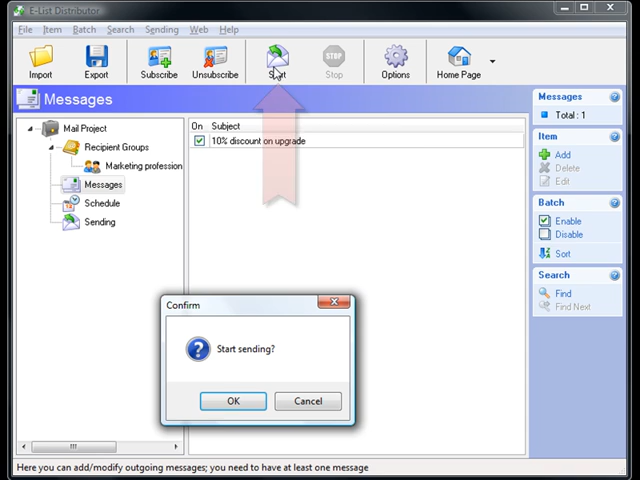 E-List Distributor
File Item Batch Search Sending Web Help
Import Export Subscribe Unsubscribe STOP Stop Options Home Page
Messages
Messages
Total : 1
Item
Add
Delete
Edit
Batch
Enable
Disable
Sort
Search
Find
Find Next
Mail Project
Recipient Groups
Marketing profession
Messages
Schedule
Sending
On Subject
10% discount on upgrade
Confirm
Start sending?
OK Cancel
Here you can add/modify outgoing messages; you need to have at least one message